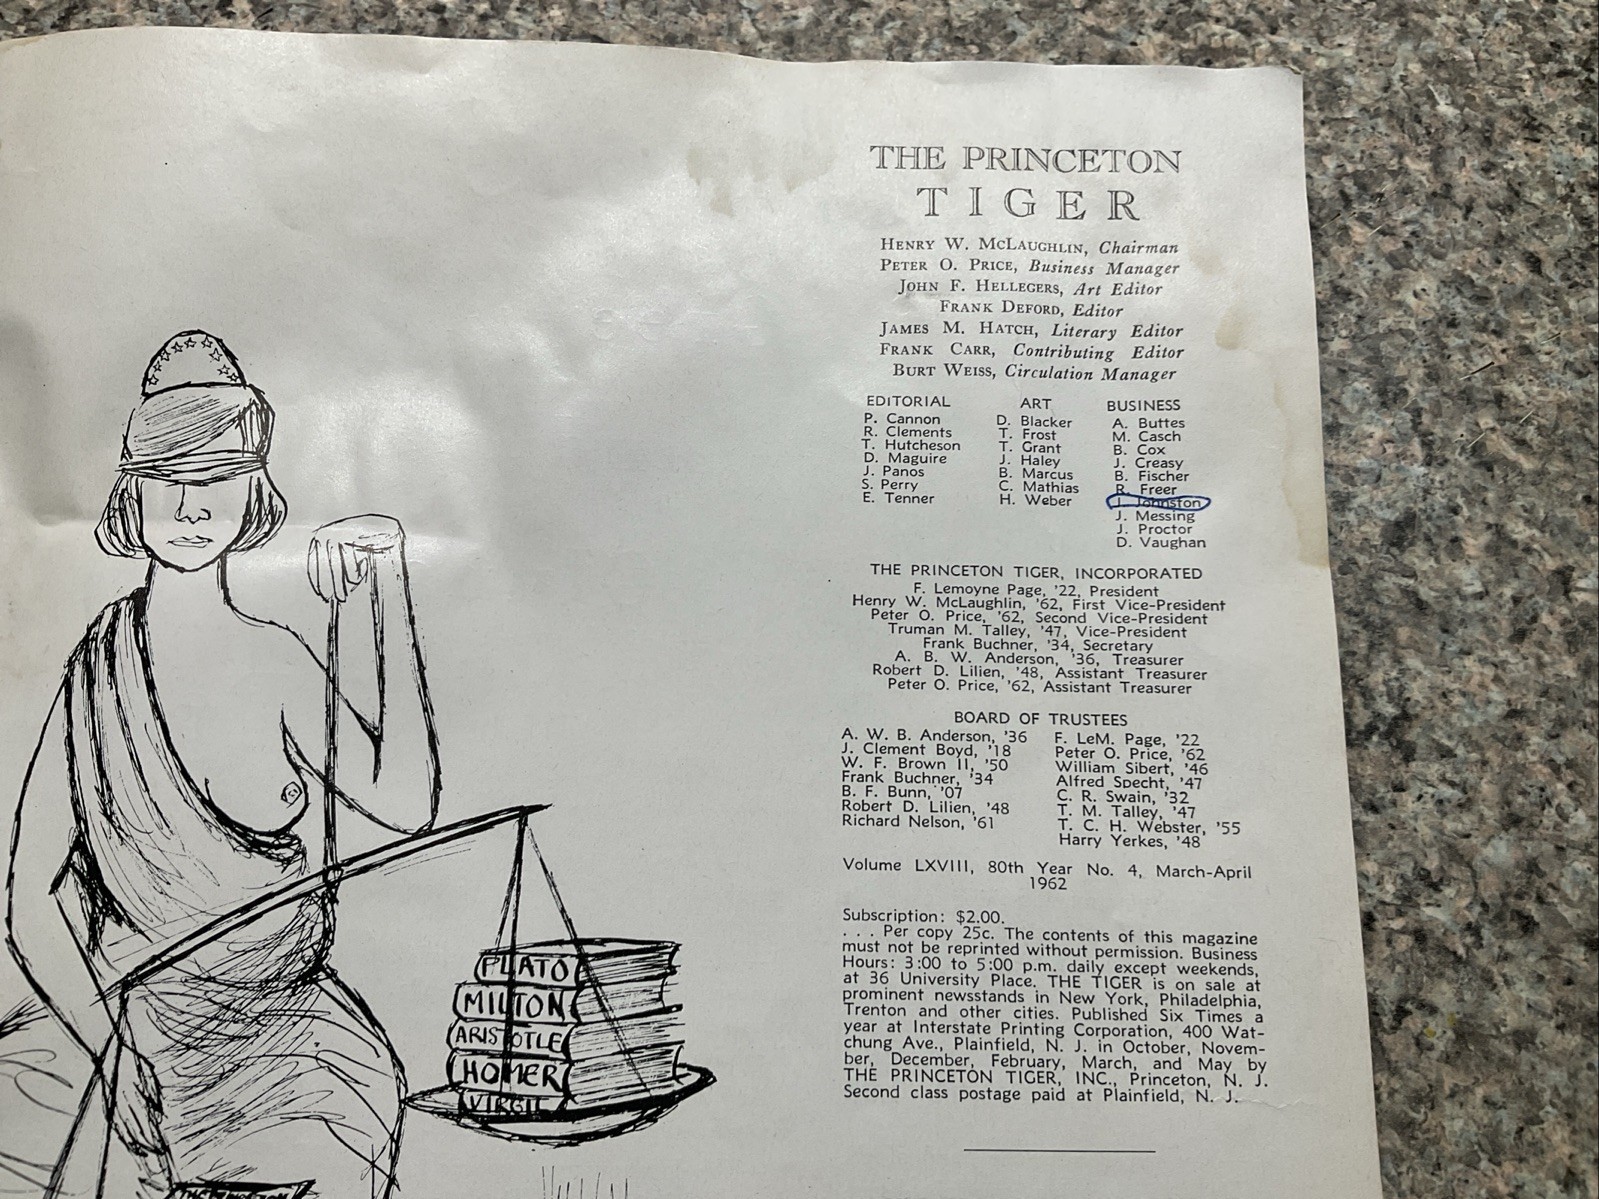 THE PRINCETON
TIGER
HENRY W. MCLAUGHLIN, Chairman
PETER O. PRICE, Business Manager
JOHN F. HELLEGERS, Art Editor
FRANK DEFORD, Editor
JAMES M. HATCH, Literary Editor
FRANK CARR, Contributing Editor
BURT WEISS, Circulation Manager
EDITORIAL
P. Cannon
R. Clements
T. Hutcheson
D. Maguire
J. Panos
S. Perry
E. Tenner
ART
D. Blacker
T. Frost
T. Grant
J. Haley
B. Marcus
C. Mathias
H. Weber
BUSINESS
A. Buttes
M. Casch
B. Cox
J. Creasy
B. Fischer
R. Freer
J. Johnston
J. Messing
J. Proctor
D. Vaughan
THE PRINCETON TIGER, INCORPORATED
F. Lemoyne Page, '22, President
Henry W. McLaughlin, '62, First Vice-President
Peter O. Price, '62, Second Vice-President
Truman M. Talley, '47, Vice-President
Frank Buchner, '34, Secretary
A. B. W. Anderson, '36, Treasurer
Robert D. Lilien, '48, Assistant Treasurer
Peter O. Price, '62, Assistant Treasurer
BOARD OF TRUSTEES
A. W. B. Anderson, '36
J. Clement Boyd, '18
W. F. Brown II, '50
Frank Buchner, '34
B. F. Bunn, '07
Robert D. Lilien, '48
Richard Nelson, '61
F. LeM. Page, '22
Peter O. Price, '62
William Sibert, '46
Alfred Specht, '47
C. R. Swain, '32
T. M. Talley, '47
T. C. H. Webster, '55
Harry Yerkes, '48
Volume LXVIII, 80th Year No. 4, March-April
1962
Subscription: $2.00.
. . . Per copy 25c. The contents of this magazine
must not be reprinted without permission. Business
Hours: 3:00 to 5:00 p.m. daily except weekends,
at 36 University Place. THE TIGER is on sale at
prominent newsstands in New York, Philadelphia,
Trenton and other cities. Published Six Times a
year at Interstate Printing Corporation, 400 Wat-
chung Ave., Plainfield, N. J. in October, Novem-
ber, December, February, March, and May by
THE PRINCETON TIGER, INC., Princeton, N. J.
Second class postage paid at Plainfield, N. J.
PLATO
MILTON
ARISTOTLE
HOMER
VIRGIL